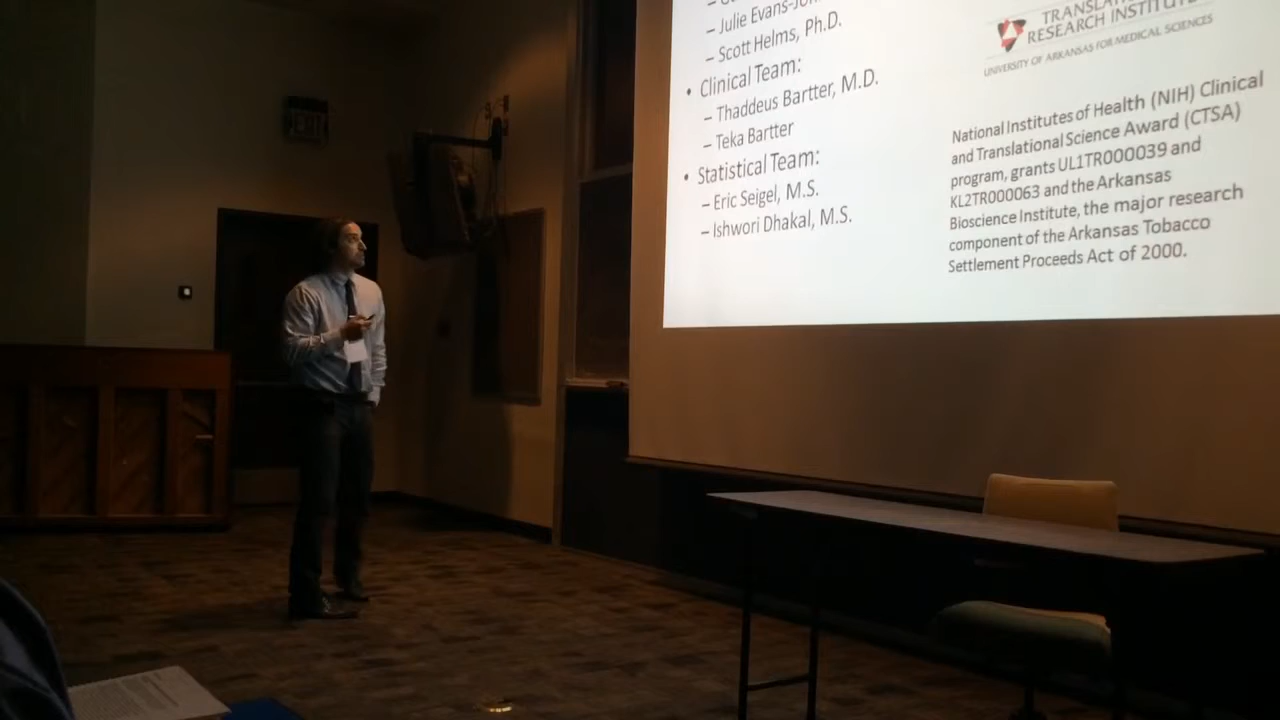 – Julie Evans-
– Scott Helms, Ph.D.
• Clinical Team:
– Thaddeus Bartter, M.D.
– Teka Bartter
• Statistical Team:
– Eric Seigel, M.S.
– Ishwori Dhakal, M.S.
RESEARCH INSTITUTE
UNIVERSITY OF ARKANSAS FOR MEDICAL SCIENCES
National Institutes of Health (NIH) Clinical
and Translational Science Award (CTSA)
program, grants UL1TR000039 and
KL2TR000063 and the Arkansas
Bioscience Institute, the major research
component of the Arkansas Tobacco
Settlement Proceeds Act of 2000.